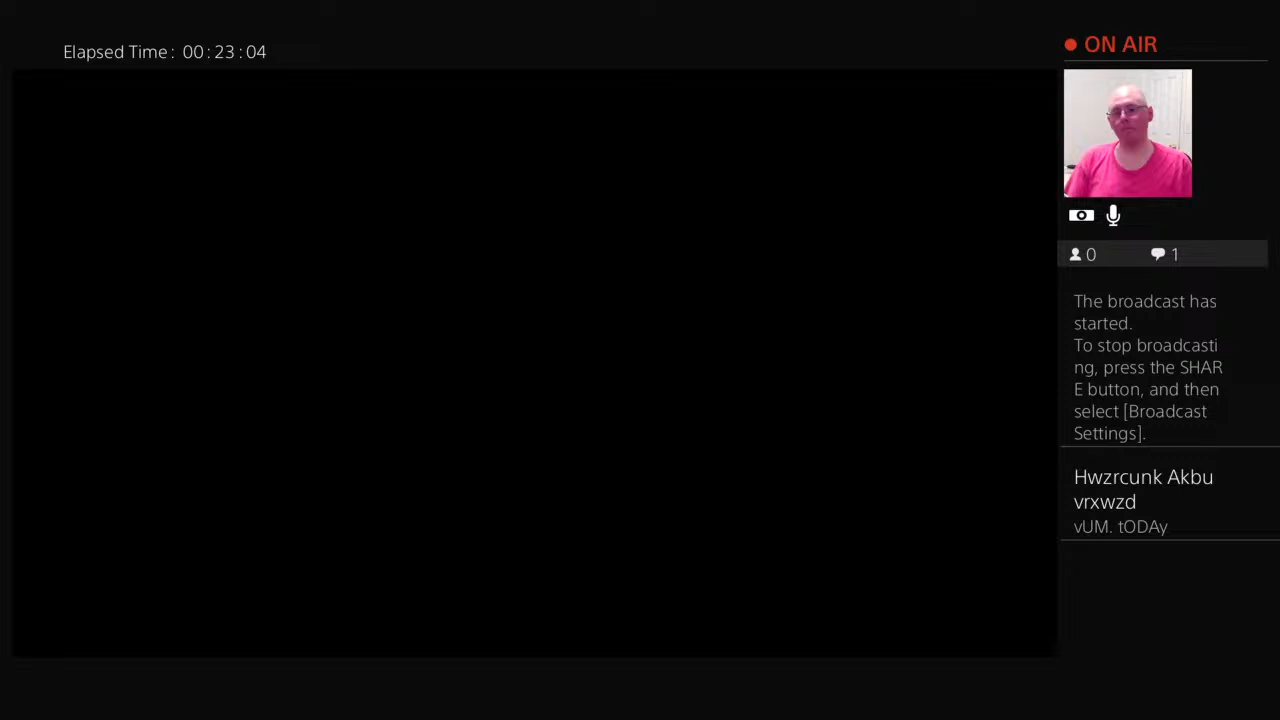 Elapsed Time: 00:23:04
ON AIR
0
1
The broadcast has
started.
To stop broadcasti
ng, press the SHAR
E button, and then
select [Broadcast
Settings].
Hwzrcunk Akbu
vrxwzd
vUM. tODAy